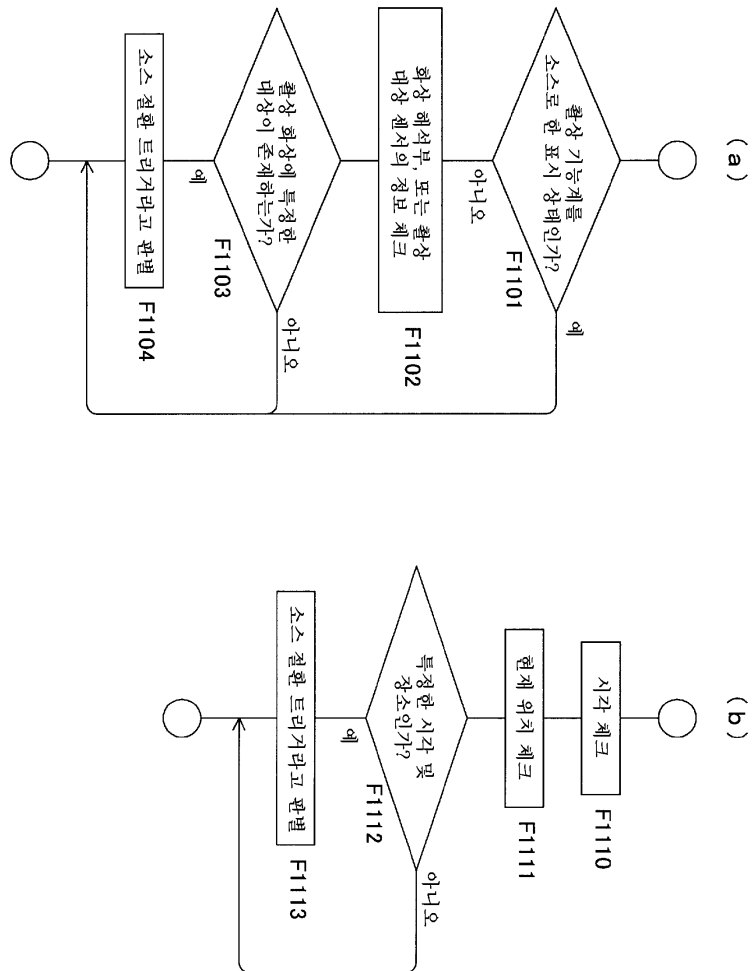 (a)
촬상 기능계를
소스로 한 표시 상태인가?
F1101
예
아니오
화상 해석부, 또는 촬상
대상 센서의 정보 체크
F1102
촬상 화상에 특정한
대상이 존재하는가?
F1103
아니오
예
소스 절환 트리거라고 판별
F1104
(b)
시각 체크
F1110
현재 위치 체크
F1111
특정한 시각 및
장소인가?
F1112
아니오
예
소스 절환 트리거라고 판별
F1113